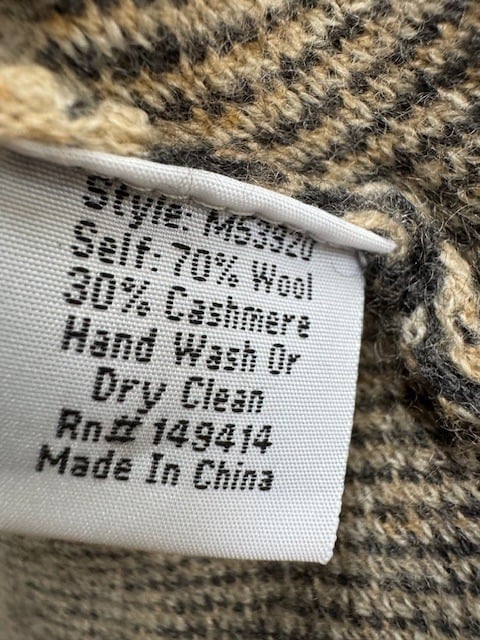 Style: M53920
Self: 70% Wool
30% Cashmere
Hand Wash Or
Dry Clean
Rn# 149414
Made In China